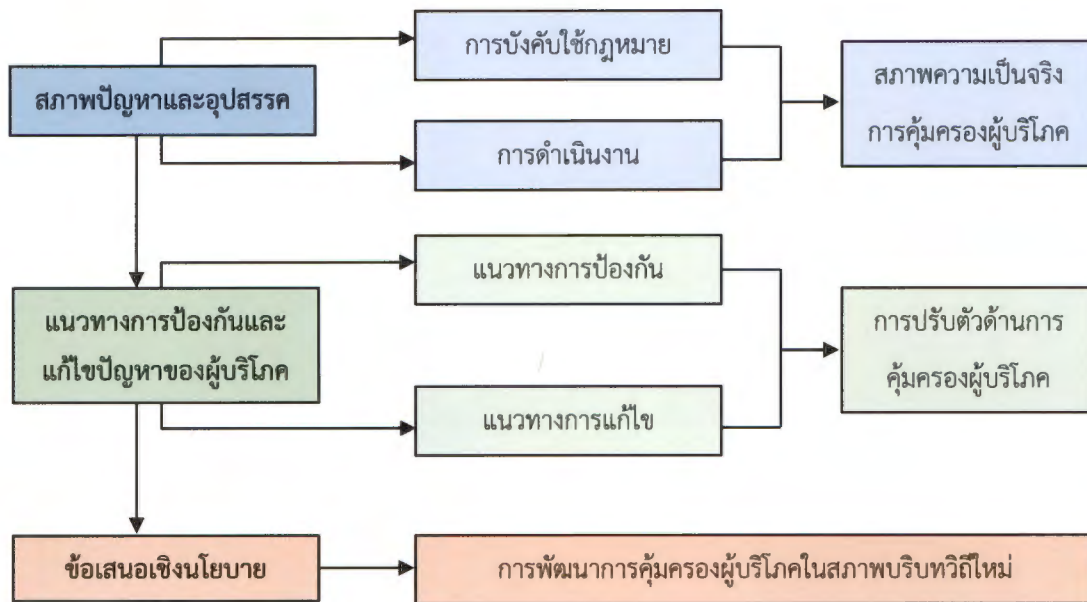 การบังคับใช้กฎหมาย
สภาพปัญหาและอุปสรรค
การดำเนินงาน
สภาพความเป็นจริง
การคุ้มครองผู้บริโภค
แนวทางการป้องกัน
แนวทางการป้องกันและ
แก้ไขปัญหาของผู้บริโภค
แนวทางการแก้ไข
การปรับตัวด้านการ
คุ้มครองผู้บริโภค
ข้อเสนอเชิงนโยบาย
การพัฒนาการคุ้มครองผู้บริโภคในสภาพบริบทวิถีใหม่